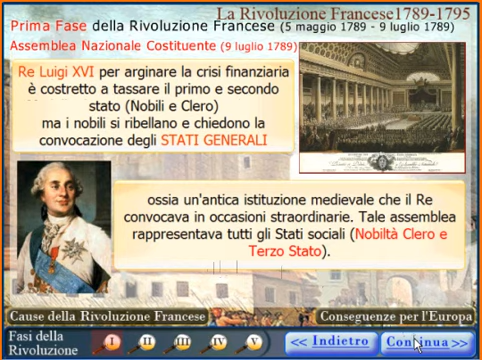 La Rivoluzione Francese1789-1795
Prima Fase della Rivoluzione Francese (5 maggio 1789 - 9 luglio 1789)
Assemblea Nazionale Costituente (9 luglio 1789)
Re Luigi XVI per arginare la crisi finanziaria
è costretto a tassare il primo e secondo
stato (Nobili e Clero)
ma i nobili si ribellano e chiedono la
convocazione degli STATI GENERALI
ossia un'antica istituzione medievale che il Re
convocava in occasioni straordinarie. Tale assemblea
rappresentava tutti gli Stati sociali (Nobiltà Clero e
Terzo Stato).
Cause della Rivoluzione Francese
Conseguenze per l'Europa
Fasi della
Rivoluzione
I II III IV V
<< Indietro
Continua >>